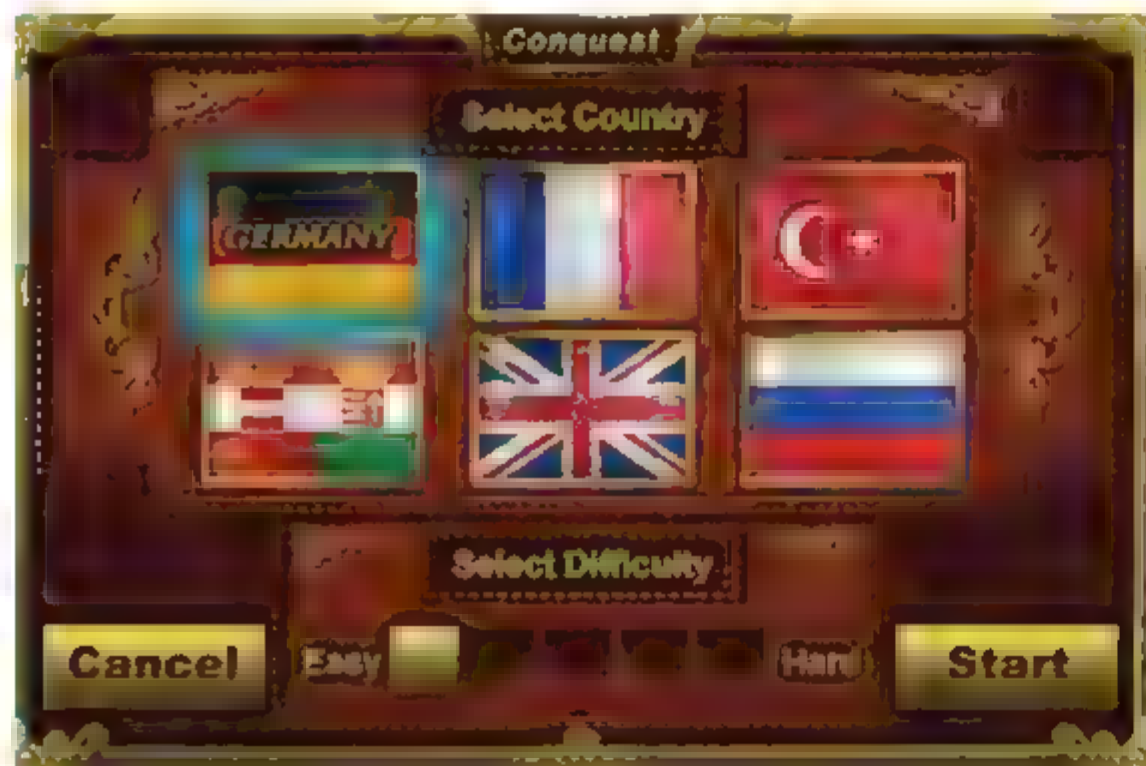 Conquest
Select Country
GERMANY
Select Difficulty
Cancel
Easy
Hard
Start